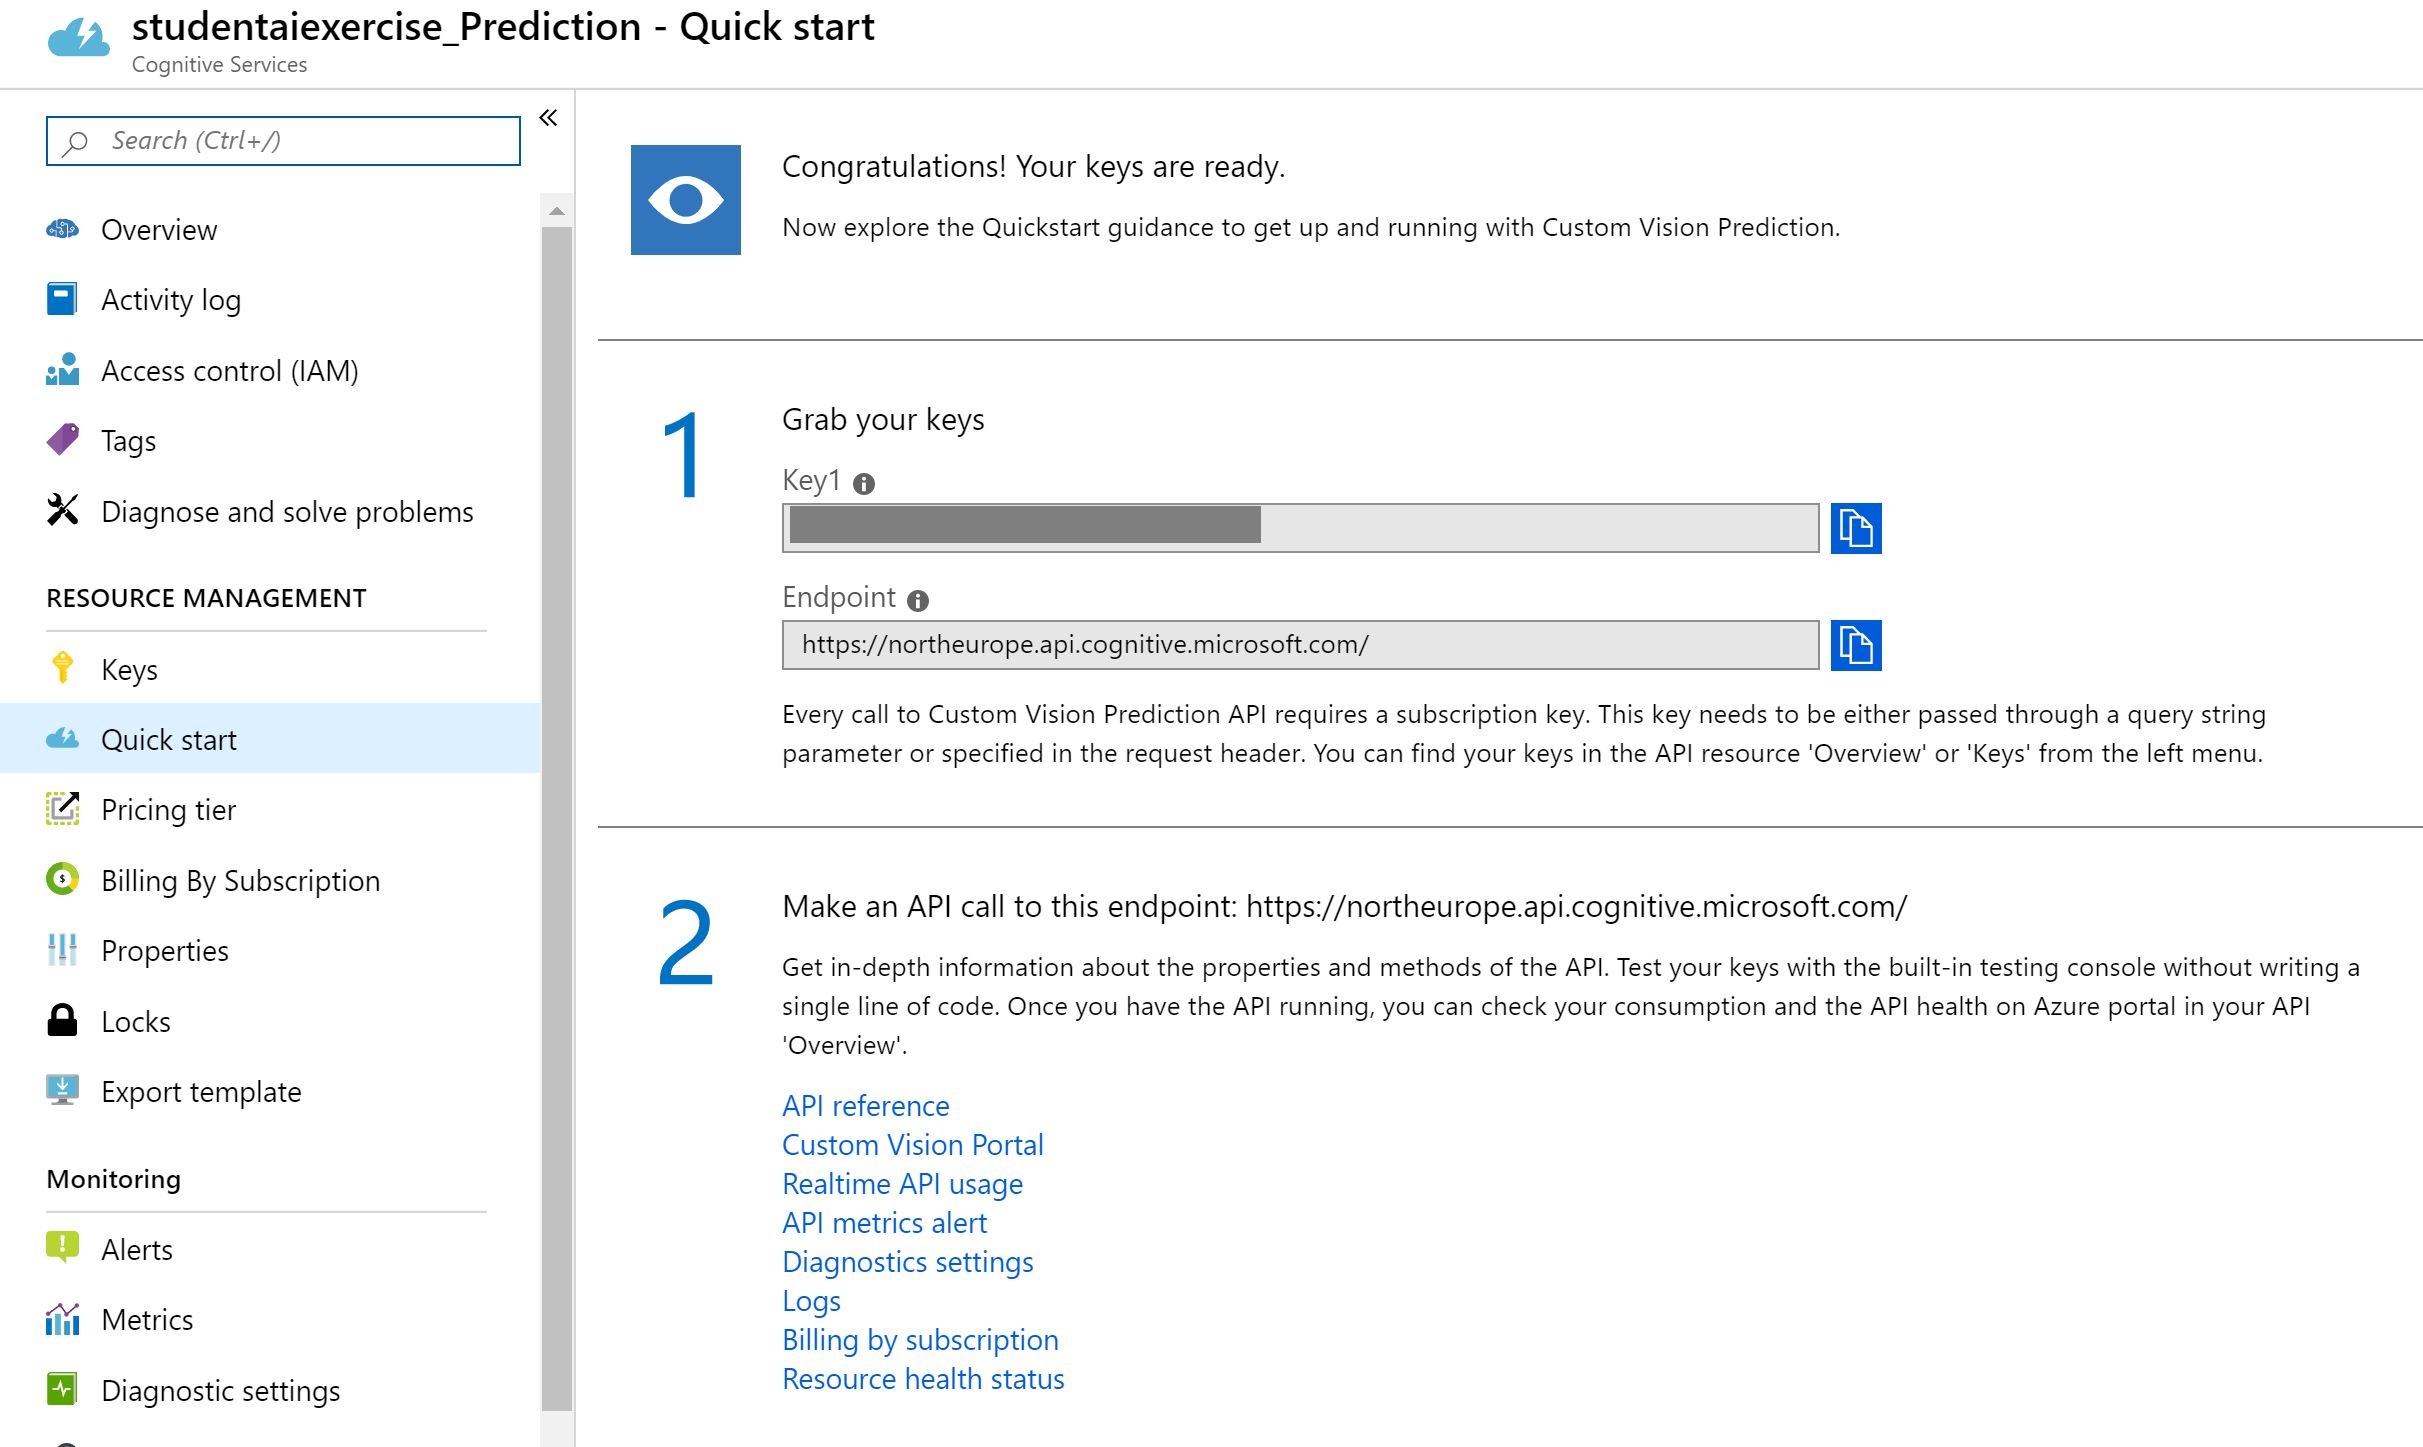 studentaiexercise_Prediction - Quick start
Cognitive Services
Search (Ctrl+/)
Overview
Activity log
Access control (IAM)
Tags
Diagnose and solve problems
RESOURCE MANAGEMENT
Keys
Quick start
Pricing tier
Billing By Subscription
Properties
Locks
Export template
Monitoring
Alerts
Metrics
Diagnostic settings
Congratulations! Your keys are ready.
Now explore the Quickstart guidance to get up and running with Custom Vision Prediction.
1
Grab your keys
Key1
Endpoint
https://northeurope.api.cognitive.microsoft.com/
Every call to Custom Vision Prediction API requires a subscription key. This key needs to be either passed through a query string
parameter or specified in the request header. You can find your keys in the API resource 'Overview' or 'Keys' from the left menu.
2
Make an API call to this endpoint: https://northeurope.api.cognitive.microsoft.com/
Get in-depth information about the properties and methods of the API. Test your keys with the built-in testing console without writing a
single line of code. Once you have the API running, you can check your consumption and the API health on Azure portal in your API
'Overview'.
API reference
Custom Vision Portal
Realtime API usage
API metrics alert
Diagnostics settings
Logs
Billing by subscription
Resource health status